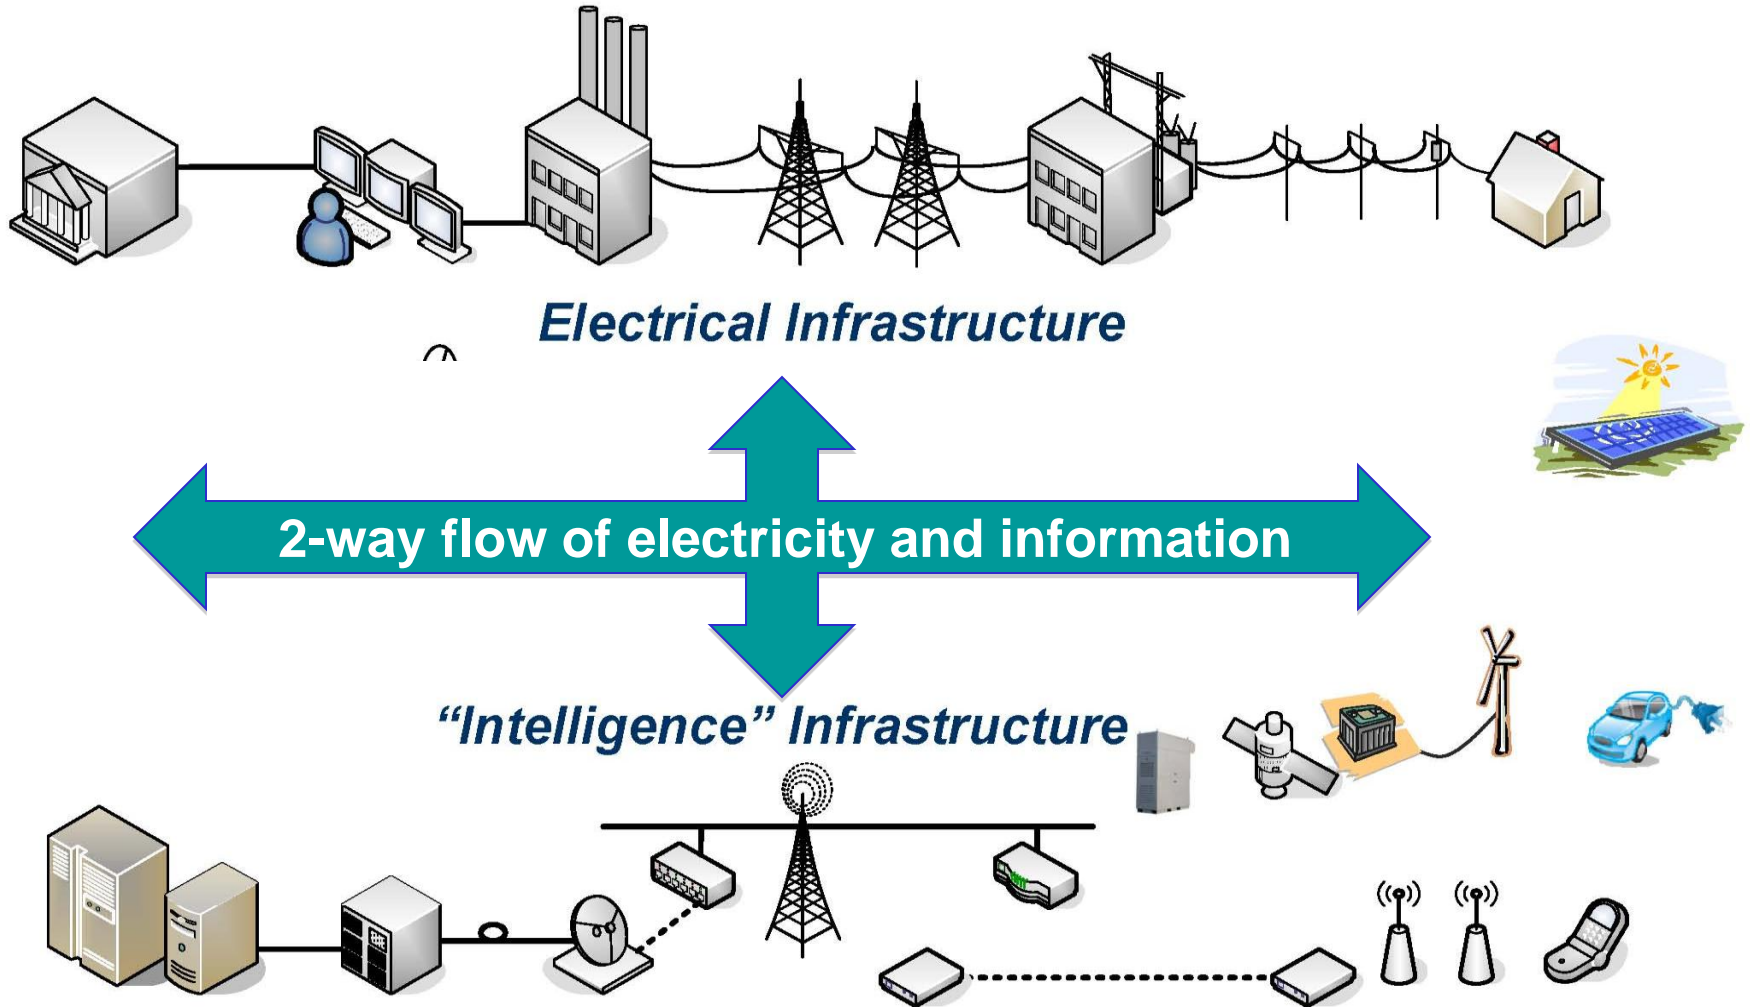 Electrical Infrastructure
2-way flow of electricity and information
“Intelligence” Infrastructure